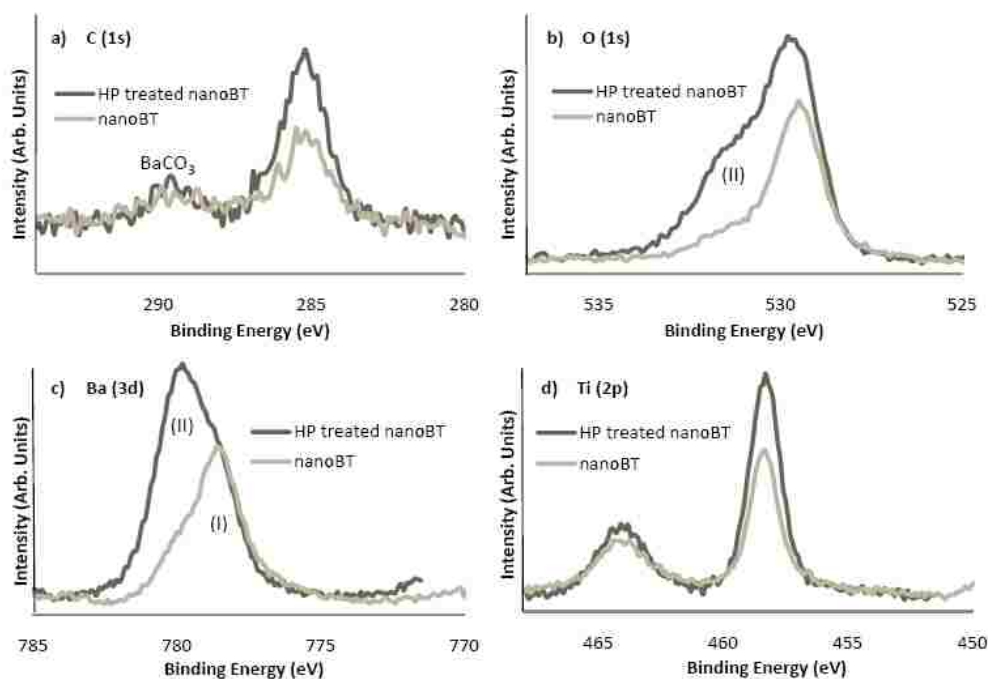 a) C (1s)
HP treated nanoBT
nanoBT
BaCO3
Intensity (Arb. Units)
290 285 280
Binding Energy (eV)
b) O (1s)
HP treated nanoBT
nanoBT
(II)
Intensity (Arb. Units)
535 530 525
Binding Energy (eV)
c) Ba (3d)
HP treated nanoBT
nanoBT
(II)
(I)
Intensity (Arb. Units)
785 780 775 770
Binding Energy (eV)
d) Ti (2p)
HP treated nanoBT
nanoBT
Intensity (Arb. Units)
465 460 455 450
Binding Energy (eV)